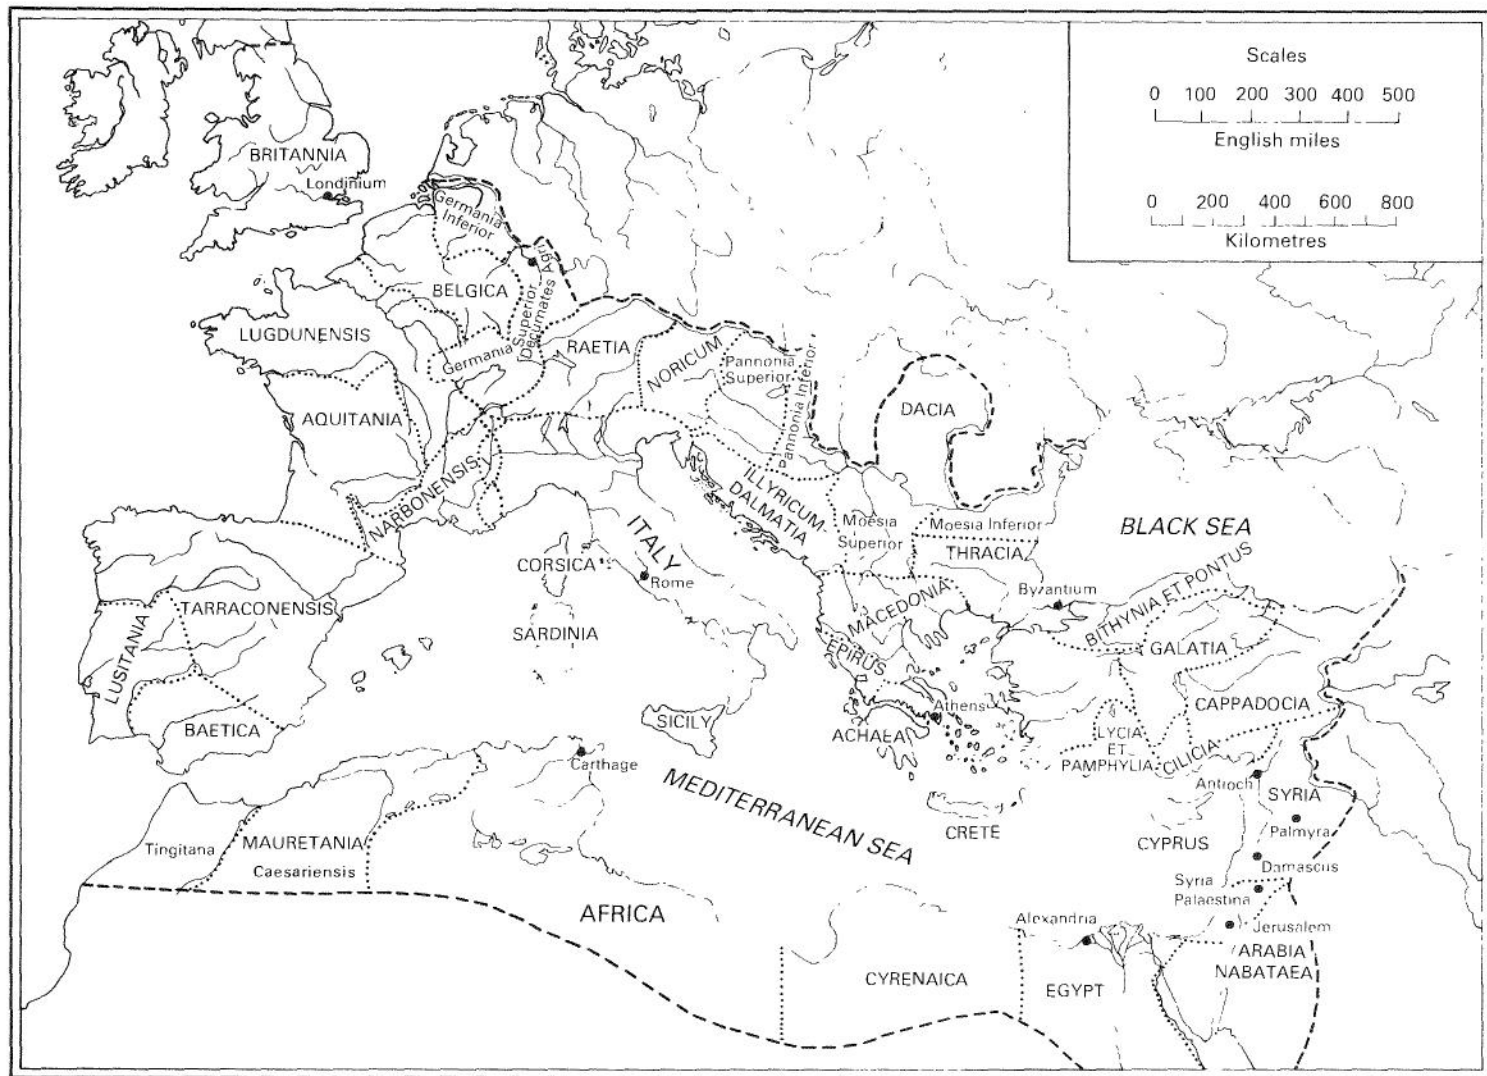 Scales
0 100 200 300 400 500
English miles
0 200 400 600 800
Kilometres
BRITANNIA
Londinium
Germania
Inferior
BELGICA
LUGDUNENSIS
Germania
Superior
Decumates Agri
RAETIA
NORICUM
Pannonia
Superior
Pannonia Inferior
DACIA
AQUITANIA
NARBONENSIS
ILLYRICUM-
DALMATIA
ITALY
Moesia
Superior
Moesia Inferior
THRACIA
BLACK SEA
CORSICA
Rome
Byzantium
BITHYNIA ET PONTUS
MACEDONIA
TARRACONENSIS
LUSITANIA
SARDINIA
EPIRUS
GALATIA
BAETICA
SICILY
Athens
ACHAEA
CAPPADOCIA
LYCIA
ET
PAMPHYLIA
CILICIA
Carthage
MEDITERRANEAN SEA
Antioch
SYRIA
CRETE
CYPRUS
Palmyra
Tingitana
MAURETANIA
Caesariensis
Damascus
Syria
Palaestina
AFRICA
Alexandria
Jerusalem
ARABIA
NABATAEA
CYRENAICA
EGYPT